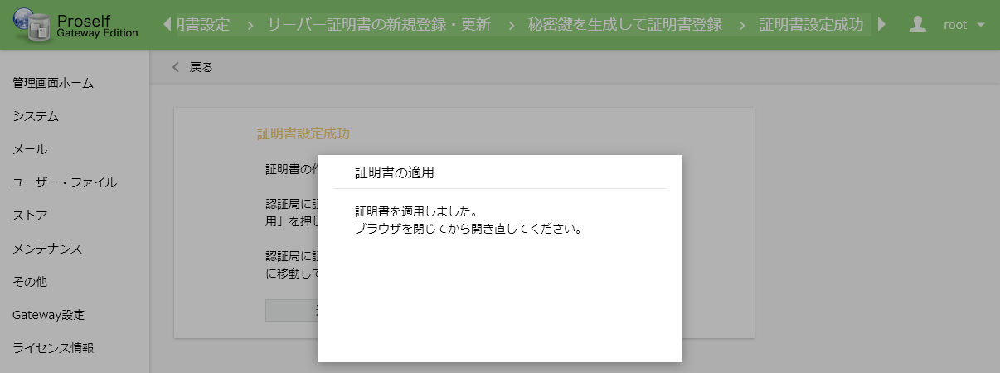 Proself
Gateway Edition
明書設定 > サーバー証明書の新規登録・更新 > 秘密鍵を生成して証明書登録 > 証明書設定成功
root
戻る
管理画面ホーム
システム
メール
ユーザー・ファイル
ストア
メンテナンス
その他
Gateway設定
ライセンス情報
証明書設定成功
証明書の
認証局に
用」を押し
認証局に
に移動して
証明書の適用
証明書を適用しました。
ブラウザを閉じてから開き直してください。